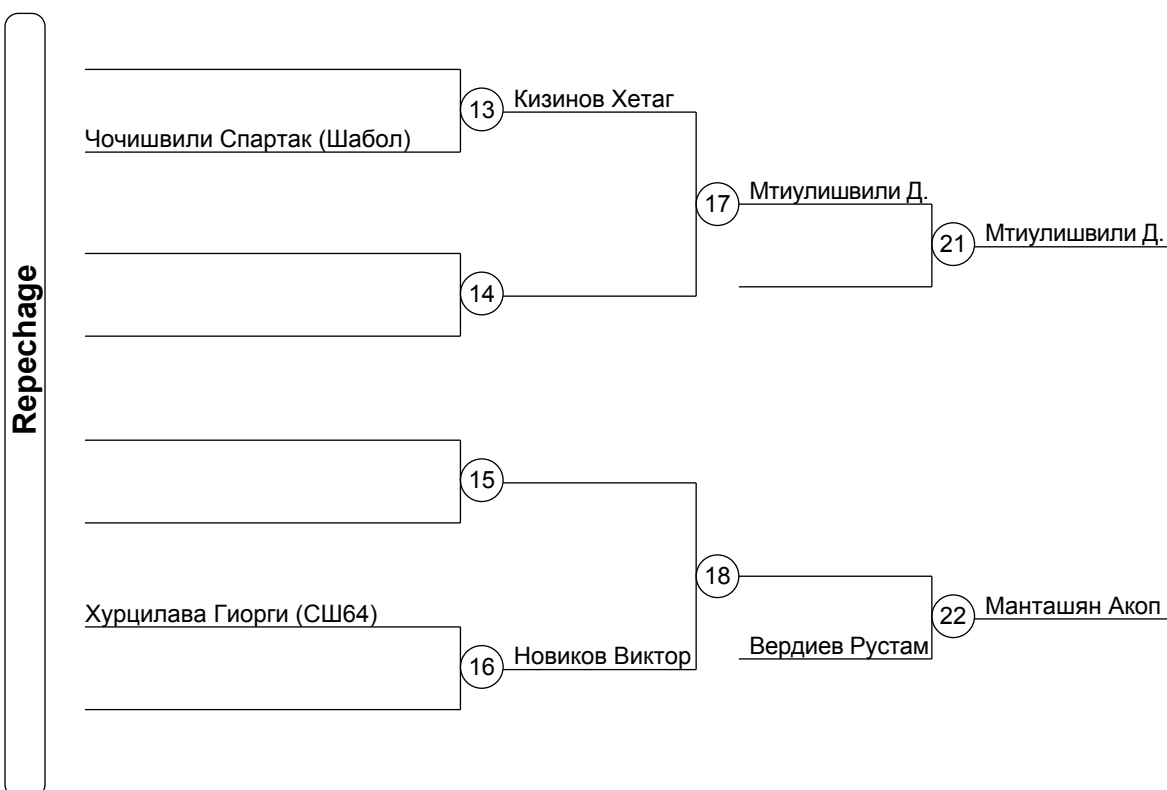 Repechage
13
Кизинов Хетаг
Чочишвили Спартак (Шабол)
17
Мтиулишвили Д.
21
Мтиулишвили Д.
14
15
18
Хурцилава Гиорги (СШ64)
22
Манташян Акоп
Вердиев Рустам
16
Новиков Виктор